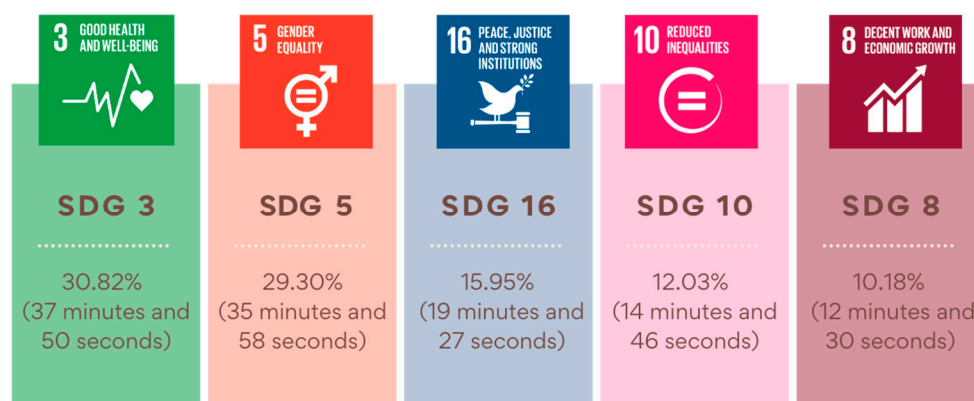 3 GOOD HEALTH
AND WELL-BEING
5 GENDER
EQUALITY
16 PEACE, JUSTICE
AND STRONG
INSTITUTIONS
10 REDUCED
INEQUALITIES
8 DECENT WORK AND
ECONOMIC GROWTH
SDG 3
30.82%
(37 minutes and
50 seconds)
SDG 5
29.30%
(35 minutes and
58 seconds)
SDG 16
15.95%
(19 minutes and
27 seconds)
SDG 10
12.03%
(14 minutes and
46 seconds)
SDG 8
10.18%
(12 minutes and
30 seconds)